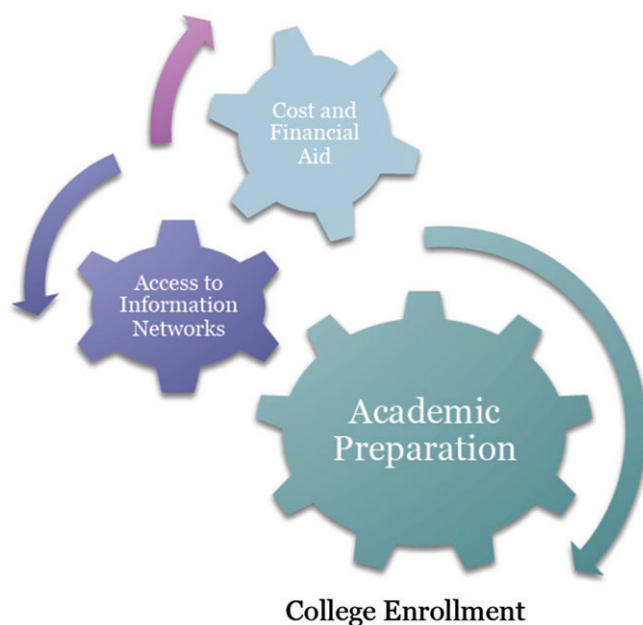 Cost and
Financial
Aid
Access to
Information
Networks
Academic
Preparation
College Enrollment